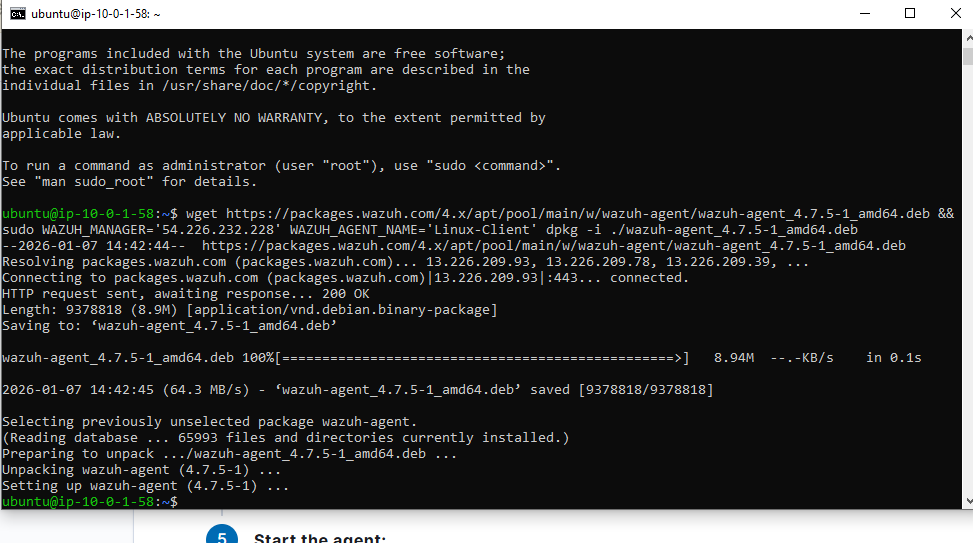 ubuntu@ip-10-0-1-58: ~
The programs included with the Ubuntu system are free software;
the exact distribution terms for each program are described in the
individual files in /usr/share/doc/*/copyright.
Ubuntu comes with ABSOLUTELY NO WARRANTY, to the extent permitted by
applicable law.
To run a command as administrator (user "root"), use "sudo <command>".
See "man sudo_root" for details.
ubuntu@ip-10-0-1-58:~$ wget https://packages.wazuh.com/4.x/apt/pool/main/w/wazuh-agent/wazuh-agent_4.7.5-1_amd64.deb &&
sudo WAZUH_MANAGER='54.226.232.228' WAZUH_AGENT_NAME='Linux-Client' dpkg -i ./wazuh-agent_4.7.5-1_amd64.deb
--2026-01-07 14:42:44--  https://packages.wazuh.com/4.x/apt/pool/main/w/wazuh-agent/wazuh-agent_4.7.5-1_amd64.deb
Resolving packages.wazuh.com (packages.wazuh.com)... 13.226.209.93, 13.226.209.78, 13.226.209.39, ...
Connecting to packages.wazuh.com (packages.wazuh.com)|13.226.209.93|:443... connected.
HTTP request sent, awaiting response... 200 OK
Length: 9378818 (8.9M) [application/vnd.debian.binary-package]
Saving to: ‘wazuh-agent_4.7.5-1_amd64.deb’
wazuh-agent_4.7.5-1_amd64.deb 100%[=================================================>]   8.94M  --.-KB/s    in 0.1s
2026-01-07 14:42:45 (64.3 MB/s) - ‘wazuh-agent_4.7.5-1_amd64.deb’ saved [9378818/9378818]
Selecting previously unselected package wazuh-agent.
(Reading database ... 65993 files and directories currently installed.)
Preparing to unpack .../wazuh-agent_4.7.5-1_amd64.deb ...
Unpacking wazuh-agent (4.7.5-1) ...
Setting up wazuh-agent (4.7.5-1) ...
ubuntu@ip-10-0-1-58:~$
5 Start the agent: